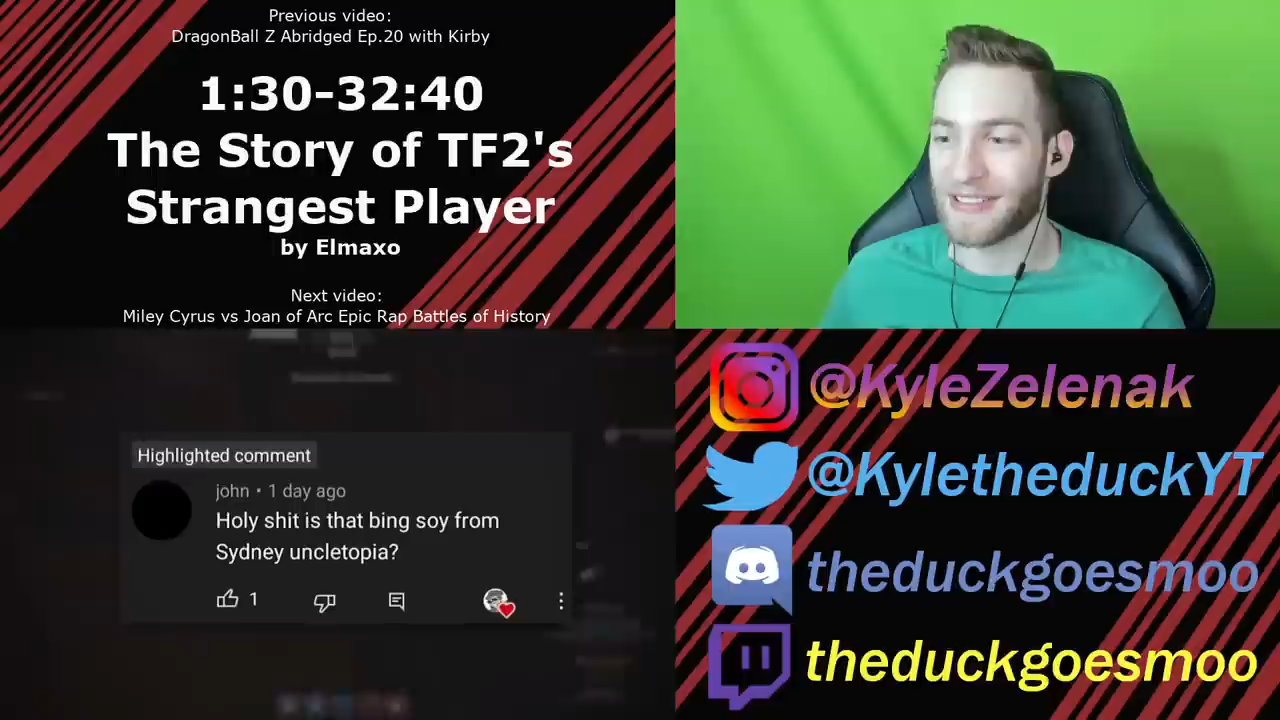 Previous video:
DragonBall Z Abridged Ep.20 with Kirby
1:30-32:40
The Story of TF2's
Strangest Player
by Elmaxo
Next video:
Miley Cyrus vs Joan of Arc Epic Rap Battles of History
Highlighted comment
john • 1 day ago
Holy shit is that bing soy from
Sydney uncletopia?
1
@KyleZelenak
@KyletheduckYT
theduckgoesmoo
theduckgoesmoo